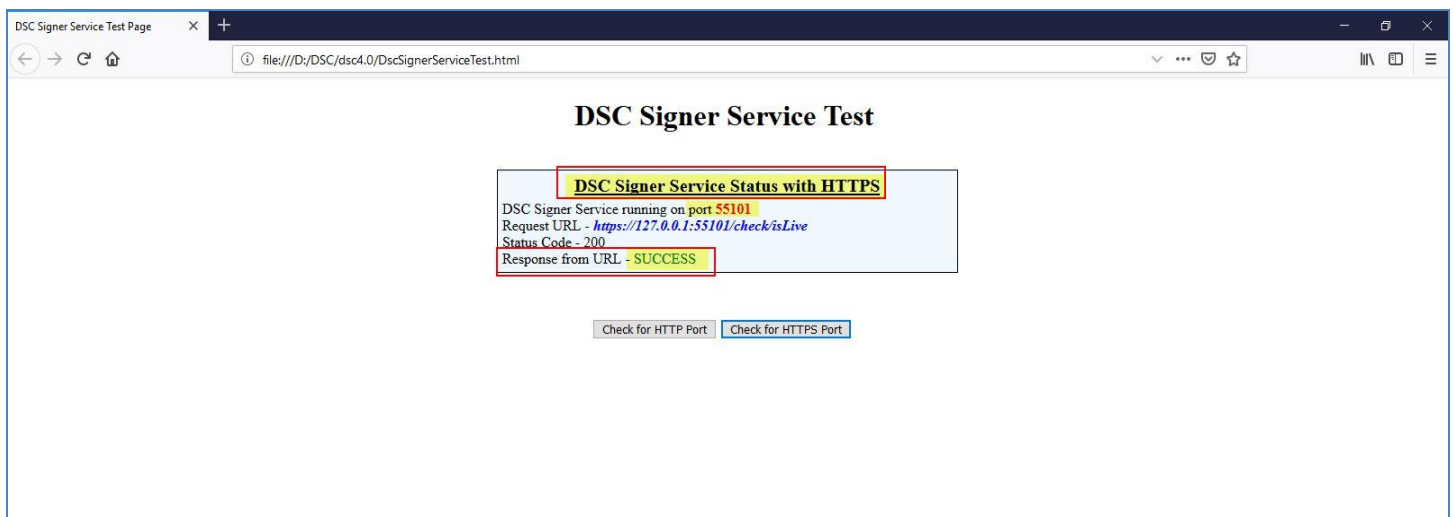 DSC Signer Service Test Page
file:///D:/DSC/dsc4.0/DscSignerServiceTest.html
DSC Signer Service Test
DSC Signer Service Status with HTTPS
DSC Signer Service running on port 55101
Request URL - https://127.0.0.1:55101/check/isLive
Status Code - 200
Response from URL - SUCCESS
Check for HTTP Port Check for HTTPS Port